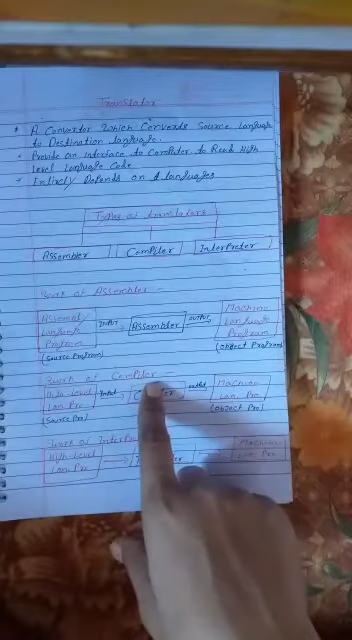 Translator
A Convertor Which Converts Source Language
to Destination language.
Provide an Interface to Computer to Read High
Level Language Code
Entirely Depends on languages
Types of translators
Assembler Compiler Interpreter
Work of Assembler -
Assembly Language Program INPUT Assembler OUTPUT Machine Language Program
(Source Program) (Object Program)
Work of Compiler -
High-Level Lan. Pro Input output Machine Lan. Pro
(Source Pro) (Object Pro)
Work of
High-Level Lan. Pro Machine Lan. Pro